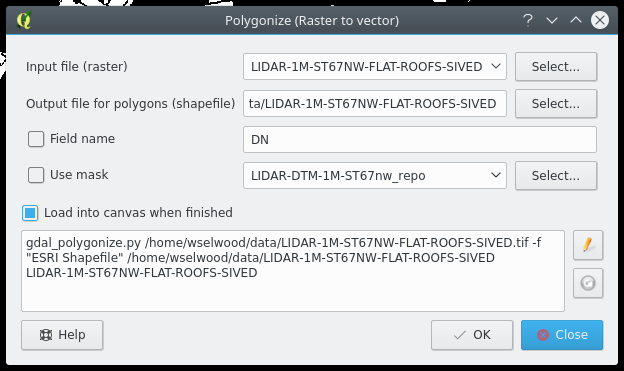 Polygonize (Raster to vector)
?
Input file (raster)
LIDAR-1M-ST67NW-FLAT-ROOFS-SIVED
Select...
Output file for polygons (shapefile)
ta/LIDAR-1M-ST67NW-FLAT-ROOFS-SIVED
Select...
Field name
DN
Use mask
LIDAR-DTM-1M-ST67nw_repo
Select...
Load into canvas when finished
gdal_polygonize.py /home/wselwood/data/LIDAR-1M-ST67NW-FLAT-ROOFS-SIVED.tif -f
"ESRI Shapefile" /home/wselwood/data/LIDAR-1M-ST67NW-FLAT-ROOFS-SIVED
LIDAR-1M-ST67NW-FLAT-ROOFS-SIVED
Help
OK
Close